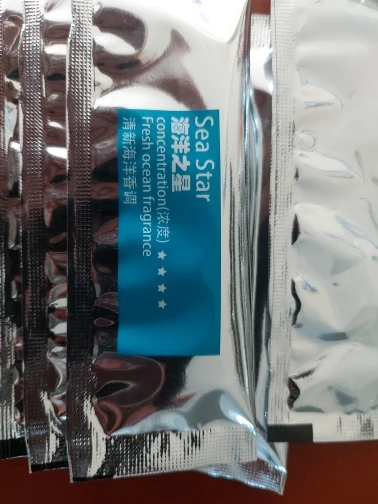 Sea Star
海洋之星
concentration(浓度) ★ ★ ★ ★
Fresh ocean fragrance
清新海洋香调